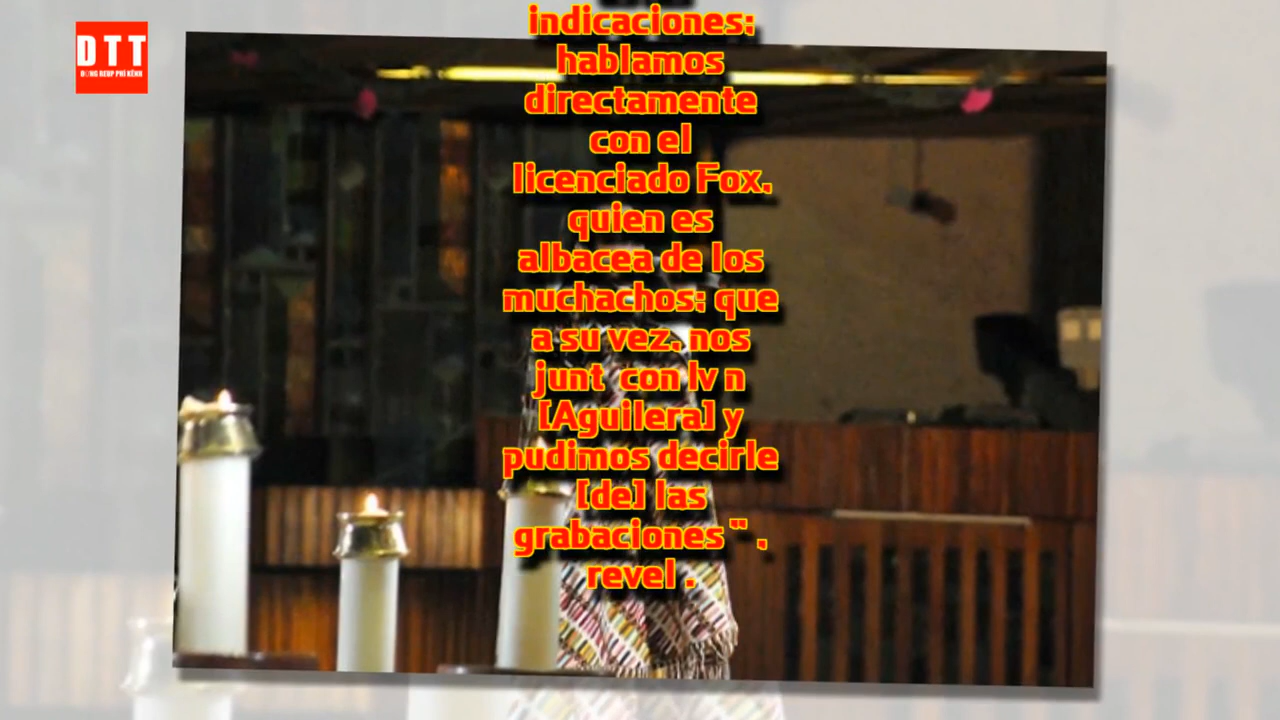 DTT
indicaciones;
hablamos
directamente
con el
licenciado Fox,
quien es
albacea de los
muchachos; que
a su vez, nos
junt con Iv n
[Aguilera] y
pudimos decirle
[de] las
grabaciones " ,
revel .